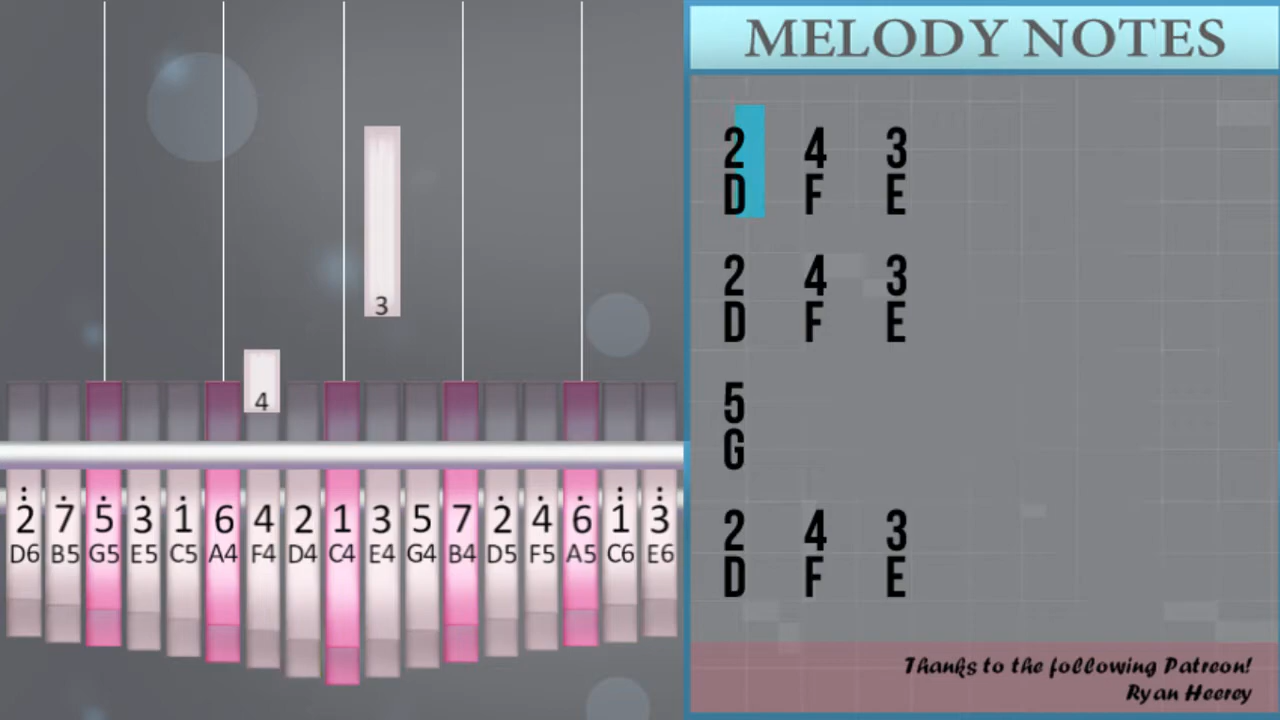 MELODY NOTES
2 4 3
D F E
2 4 3
D F E
5
G
2 4 3
D F E
3
4
2̈ 7̇ 5̇ 3̇ 1̇ 6 4 2 1 3 5 7 2̇ 4̇ 6̇ 1̈ 3̈
D6 B5 G5 E5 C5 A4 F4 D4 C4 E4 G4 B4 D5 F5 A5 C6 E6
Thanks to the following Patreon!
Ryan Heerey